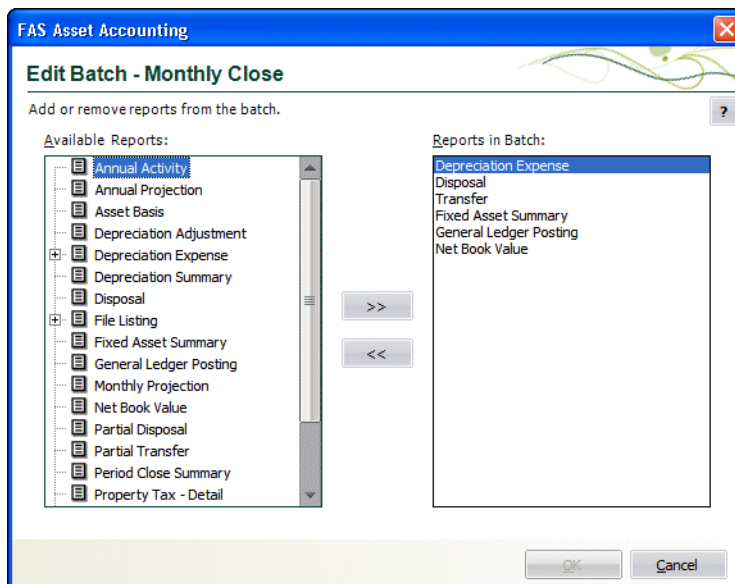 FAS Asset Accounting
Edit Batch - Monthly Close
Add or remove reports from the batch.
?
Available Reports:
Annual Activity
Annual Projection
Asset Basis
Depreciation Adjustment
Depreciation Expense
Depreciation Summary
Disposal
File Listing
Fixed Asset Summary
General Ledger Posting
Monthly Projection
Net Book Value
Partial Disposal
Partial Transfer
Period Close Summary
Property Tax - Detail
>>
<<
Reports in Batch:
Depreciation Expense
Disposal
Transfer
Fixed Asset Summary
General Ledger Posting
Net Book Value
OK
Cancel